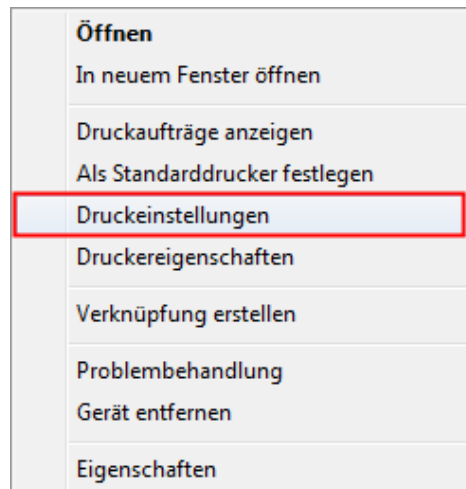 Öffnen
In neuem Fenster öffnen
Druckaufträge anzeigen
Als Standarddrucker festlegen
Druckeinstellungen
Druckereigenschaften
Verknüpfung erstellen
Problembehandlung
Gerät entfernen
Eigenschaften